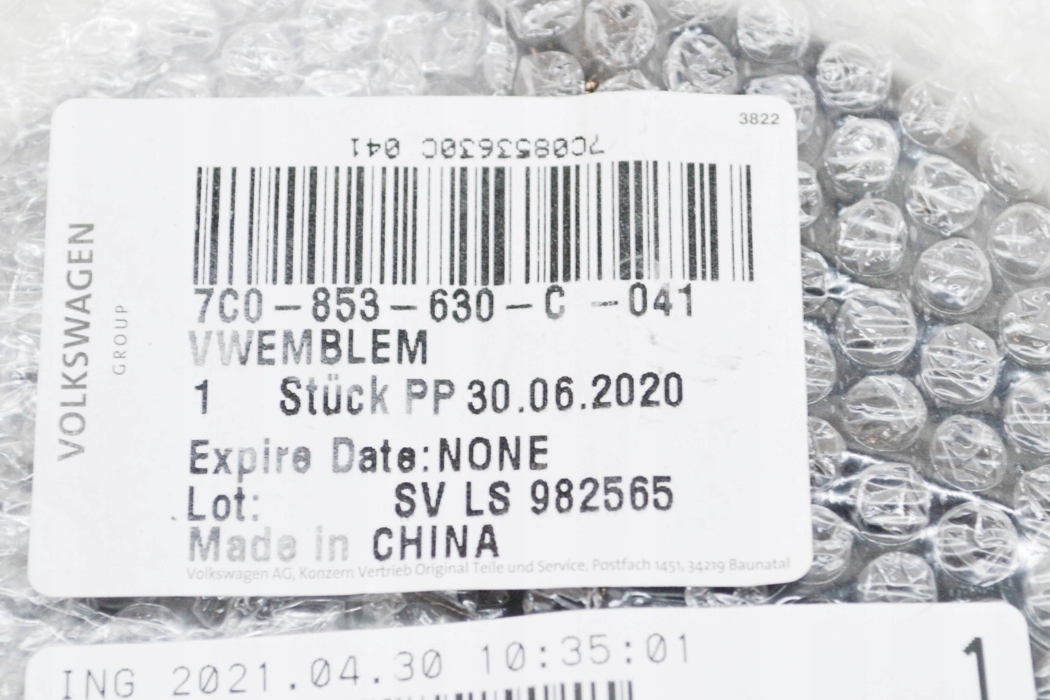 3822
7C0853630C 041
VOLKSWAGEN
GROUP
7C0-853-630-C -041
VWEMBLEM
1 Stück PP 30.06.2020
Expire Date:NONE
Lot: SV LS 982565
Made in CHINA
Volkswagen AG, Konzern Vertrieb Original Teile und Service, Postfach 1451, 34219 Baunatal
ING 2021.04.30 10:35:01
1